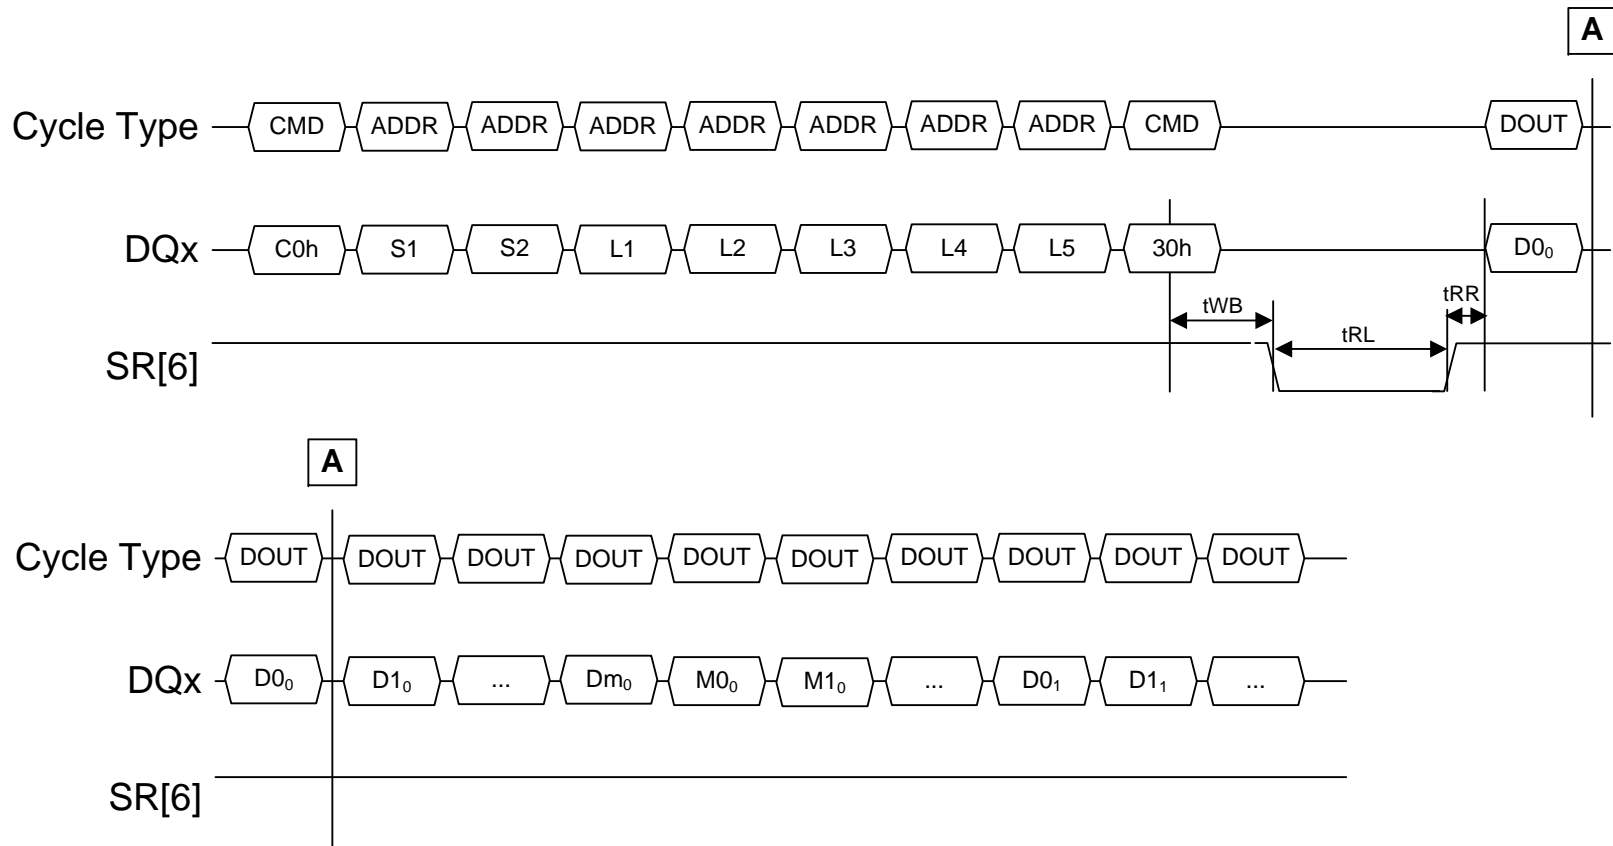 A
Cycle Type CMD ADDR ADDR ADDR ADDR ADDR ADDR ADDR CMD DOUT
DQx C0h S1 S2 L1 L2 L3 L4 L5 30h D0₀
tWB tRL tRR
SR[6]
A
Cycle Type DOUT DOUT DOUT DOUT DOUT DOUT DOUT DOUT DOUT DOUT
DQx D0₀ D1₀ ... Dm₀ M0₀ M1₀ ... D0₁ D1₁ ...
SR[6]